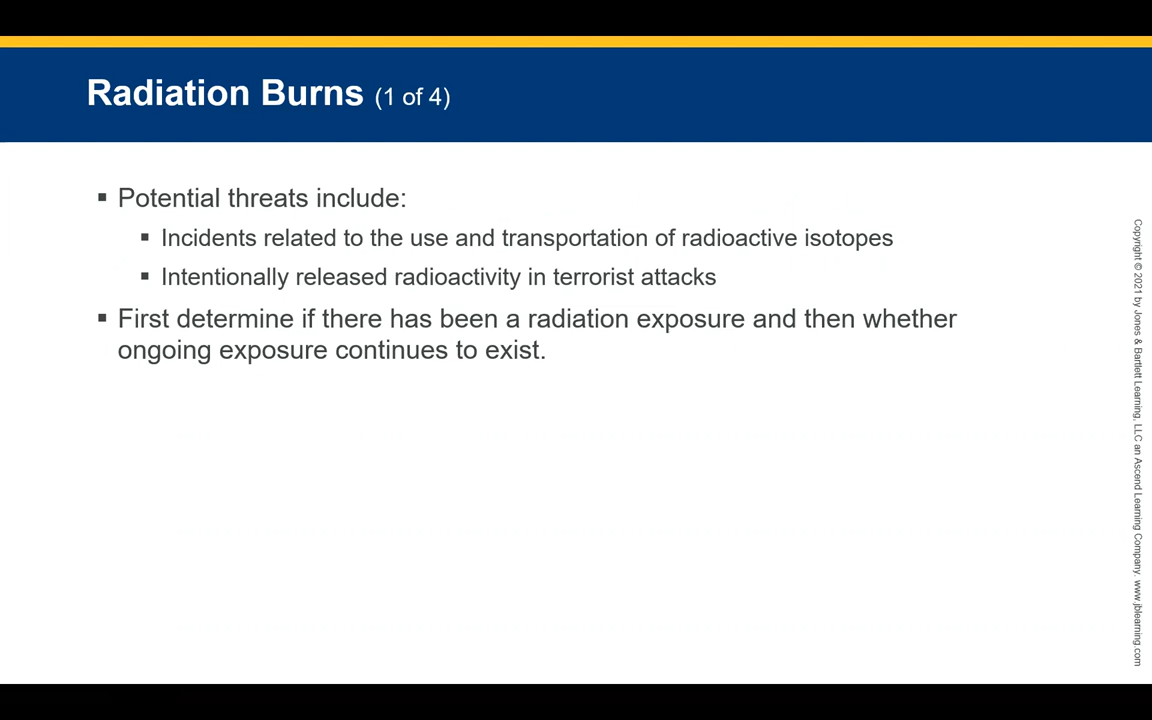 Radiation Burns (1 of 4)
▪ Potential threats include:
▪ Incidents related to the use and transportation of radioactive isotopes
▪ Intentionally released radioactivity in terrorist attacks
▪ First determine if there has been a radiation exposure and then whether
ongoing exposure continues to exist.
Copyright © 2021 by Jones & Bartlett Learning, LLC an Ascend Learning Company. www.jblearning.com